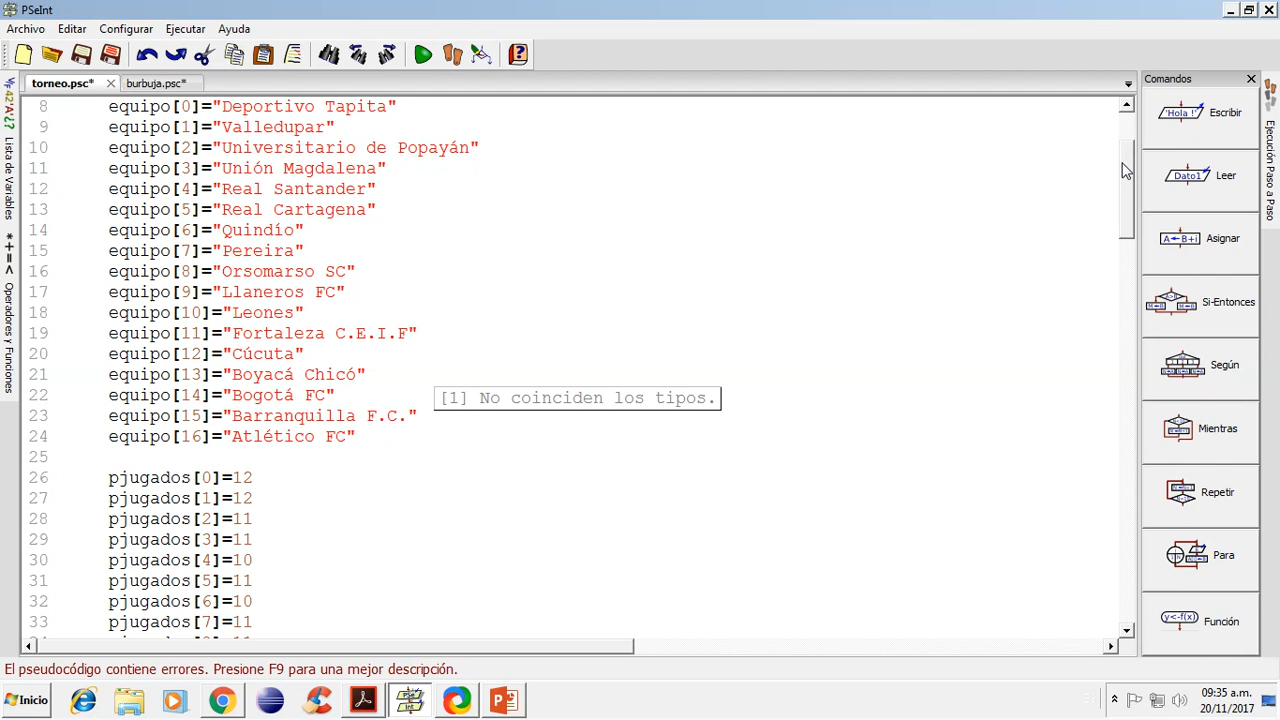 PSeInt
Archivo Editar Configurar Ejecutar Ayuda
torneo.psc* burbuja.psc*
Comandos
8 equipo[0]="Deportivo Tapita"
9 equipo[1]="Valledupar"
10 equipo[2]="Universitario de Popayán"
11 equipo[3]="Unión Magdalena"
12 equipo[4]="Real Santander"
13 equipo[5]="Real Cartagena"
14 equipo[6]="Quindío"
15 equipo[7]="Pereira"
16 equipo[8]="Orsomarso SC"
17 equipo[9]="Llaneros FC"
18 equipo[10]="Leones"
19 equipo[11]="Fortaleza C.E.I.F"
20 equipo[12]="Cúcuta"
21 equipo[13]="Boyacá Chicó"
22 equipo[14]="Bogotá FC"
[1] No coinciden los tipos.
23 equipo[15]="Barranquilla F.C."
24 equipo[16]="Atlético FC"
25
26 pjugados[0]=12
27 pjugados[1]=12
28 pjugados[2]=11
29 pjugados[3]=11
30 pjugados[4]=10
31 pjugados[5]=11
32 pjugados[6]=10
33 pjugados[7]=11
'Hola !' Escribir
Dato1 Leer
A←B+i Asignar
Si-Entonces
Según
Mientras
Repetir
Para
y<-f(x) Función
Lista de Variables
*+=< Operadores y Funciones
Ejecución Paso a Paso
El pseudocódigo contiene errores. Presione F9 para una mejor descripción.
Inicio
09:35 a.m.
20/11/2017